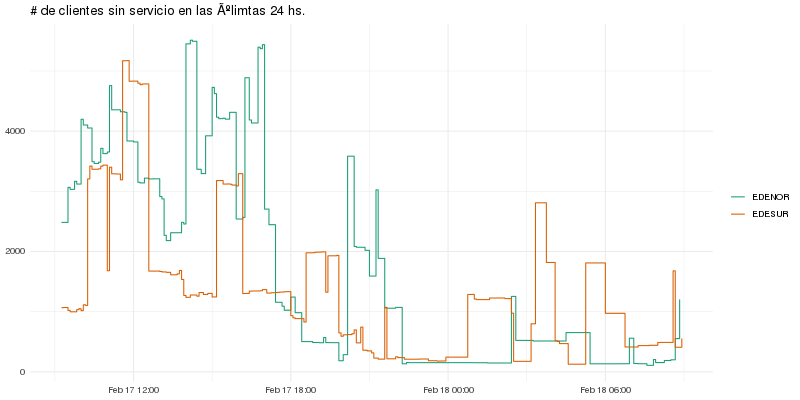 # de clientes sin servicio en las Ãºlimtas 24 hs.
4000
2000
0
Feb 17 12:00
Feb 17 18:00
Feb 18 00:00
Feb 18 06:00
EDENOR
EDESUR